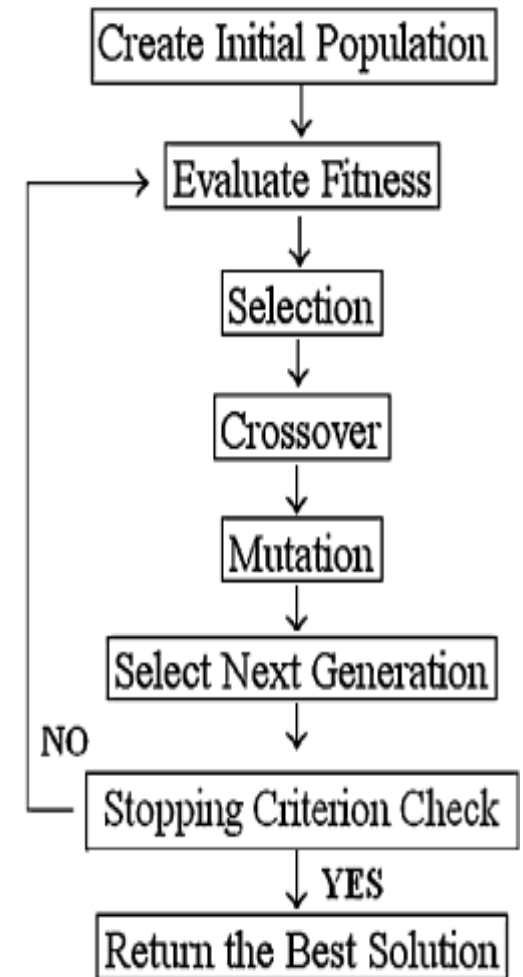 Create Initial Population
Evaluate Fitness
Selection
Crossover
Mutation
Select Next Generation
NO
Stopping Criterion Check
YES
Return the Best Solution